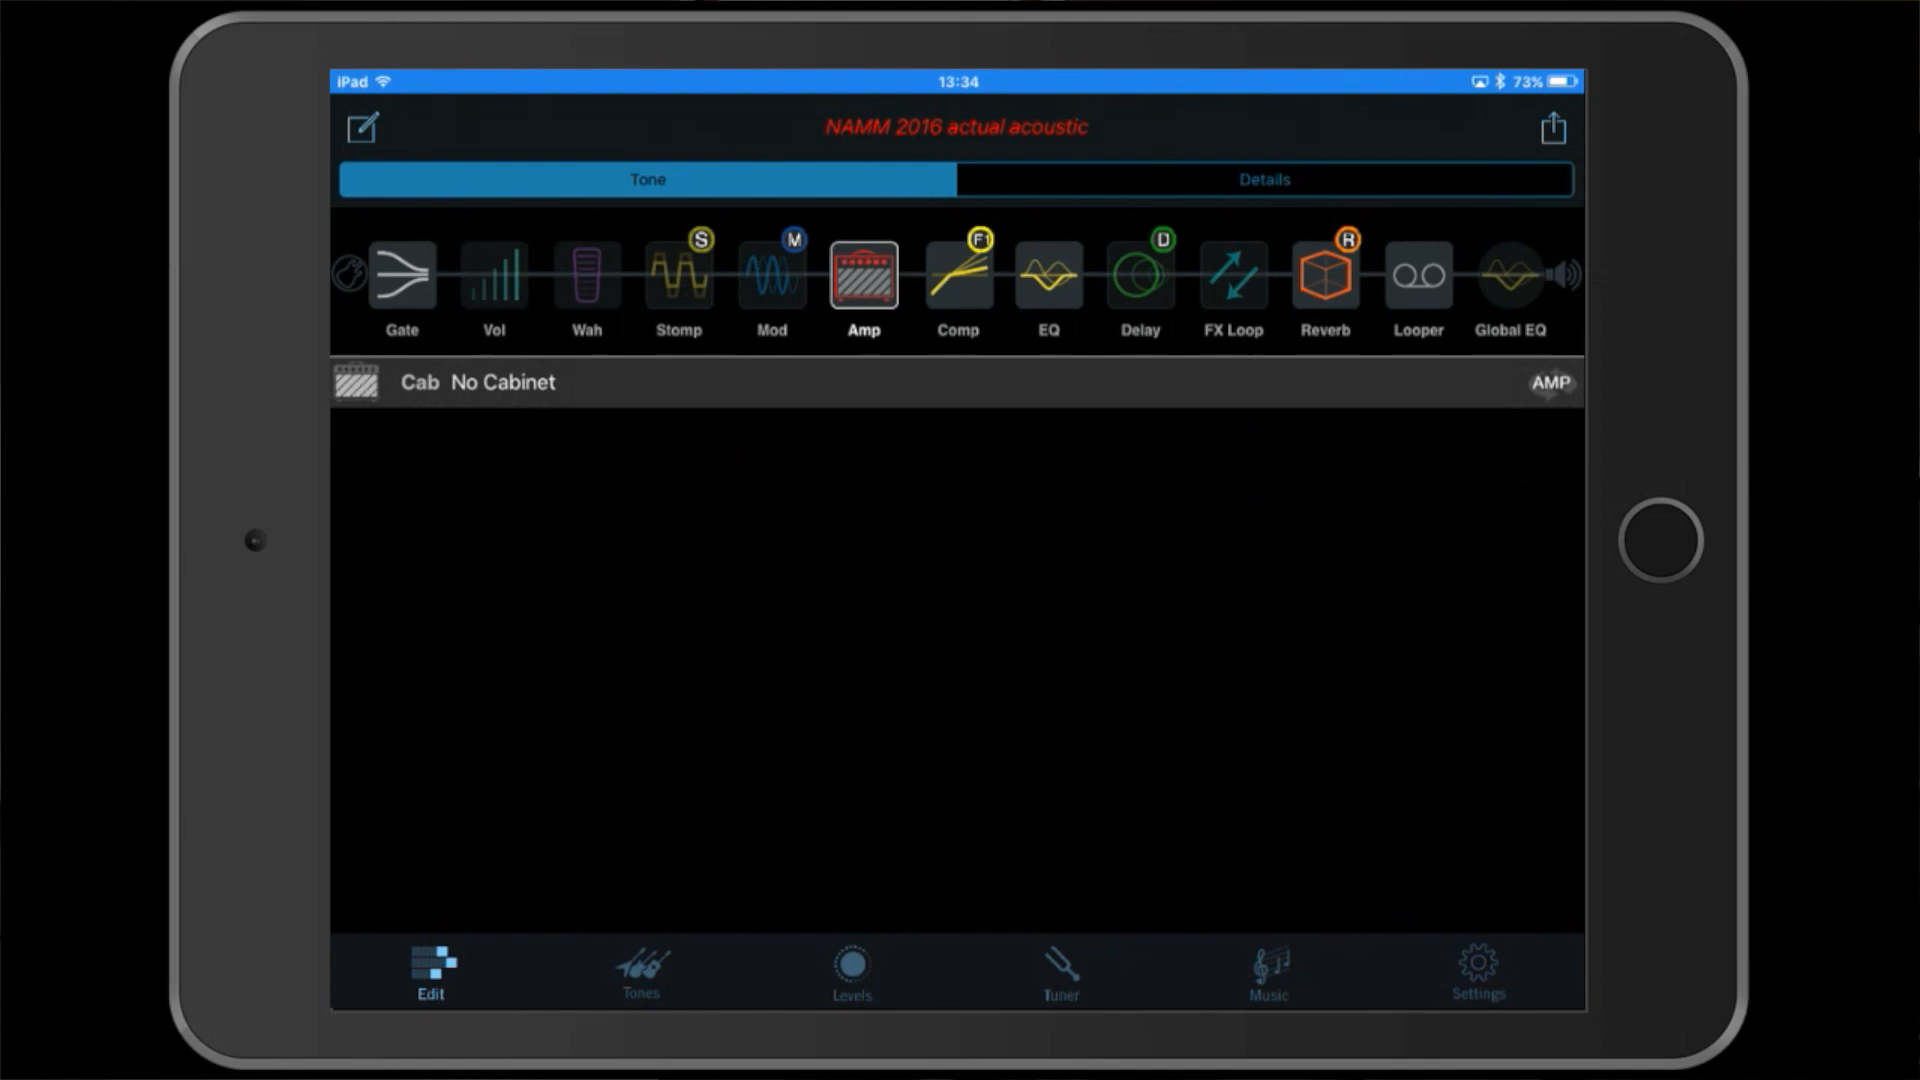 iPad 13:34 73%
NAMM 2016 actual acoustic
Tone Details
S M F1 D R
Gate Vol Wah Stomp Mod Amp Comp EQ Delay FX Loop Reverb Looper Global EQ
Cab No Cabinet AMP
Edit Tones Levels Tuner Music Settings